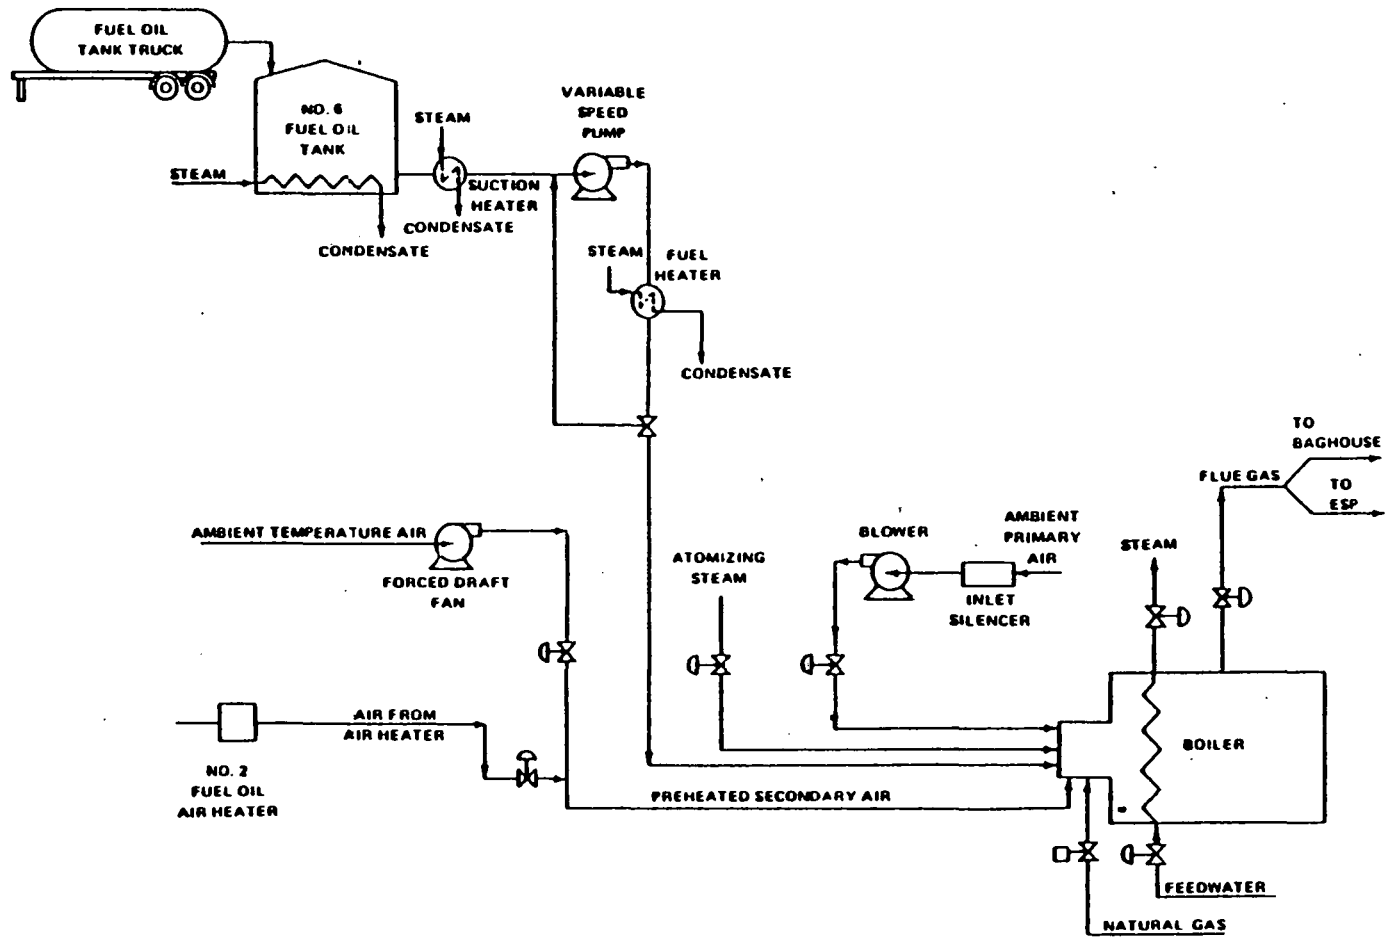 FUEL OIL
TANK TRUCK
NO. 6
FUEL OIL
TANK
STEAM
CONDENSATE
STEAM
SUCTION
HEATER
CONDENSATE
VARIABLE
SPEED
PUMP
STEAM
FUEL
HEATER
CONDENSATE
AMBIENT TEMPERATURE AIR
FORCED DRAFT
FAN
AIR FROM
AIR HEATER
NO. 2
FUEL OIL
AIR HEATER
PREHEATED SECONDARY AIR
ATOMIZING
STEAM
BLOWER
AMBIENT
PRIMARY
AIR
INLET
SILENCER
STEAM
FLUE GAS
TO
BAGHOUSE
TO
ESP
BOILER
FEEDWATER
NATURAL GAS